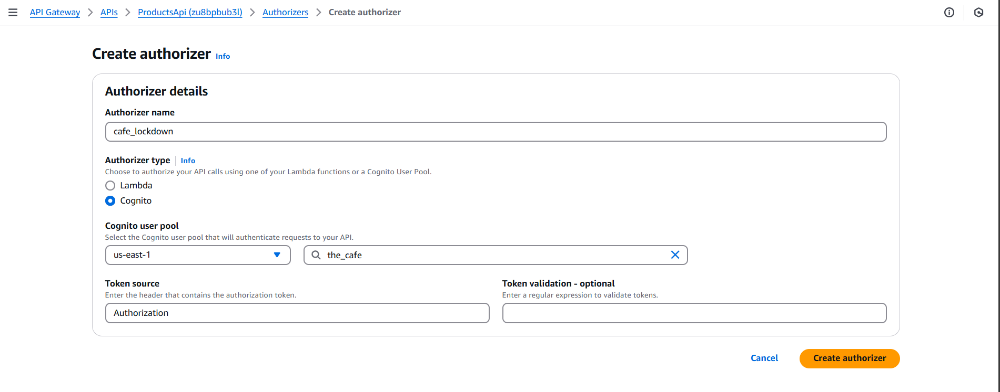 API Gateway > APIs > ProductsApi (zu8bpbub3l) > Authorizers > Create authorizer
Create authorizer Info
Authorizer details
Authorizer name
cafe_lockdown
Authorizer type Info
Choose to authorize your API calls using one of your Lambda functions or a Cognito User Pool.
Lambda
Cognito
Cognito user pool
Select the Cognito user pool that will authenticate requests to your API.
us-east-1 the_cafe
Token source
Enter the header that contains the authorization token.
Authorization
Token validation - optional
Enter a regular expression to validate tokens.
Cancel Create authorizer